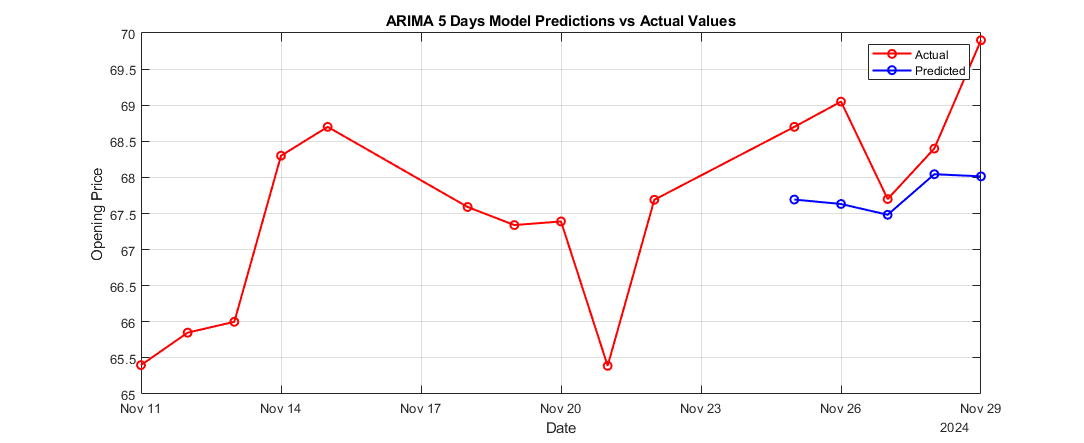 ARIMA 5 Days Model Predictions vs Actual Values
70
69.5
69
68.5
68
67.5
67
66.5
66
65.5
65
Opening Price
Actual
Predicted
Nov 11 Nov 14 Nov 17 Nov 20 Nov 23 Nov 26 Nov 29
Date
2024